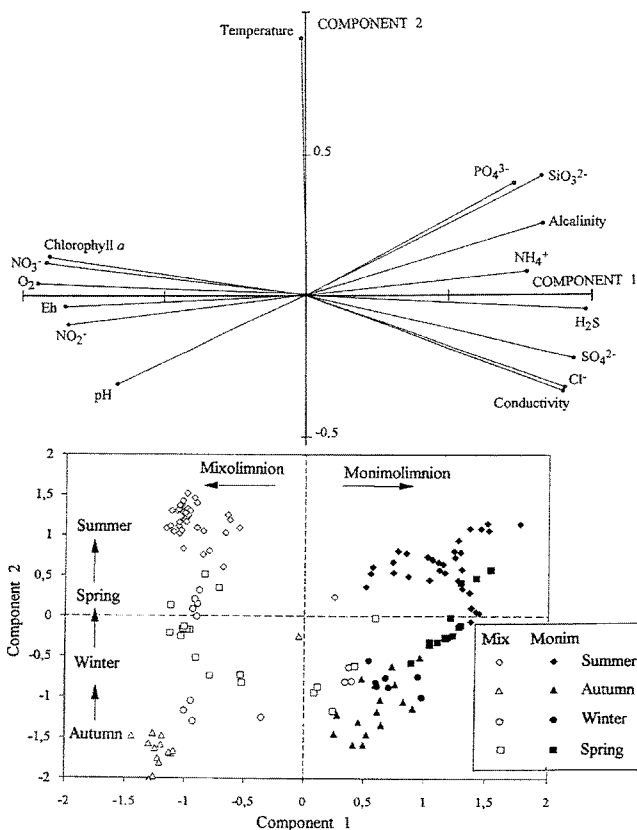 Temperature
COMPONENT 2
0.5
PO₄³⁻
SiO₃²⁻
Alcalinity
Chlorophyll a
NO₃⁻
NH₄⁺
O₂
COMPONENT 1
Eh
H₂S
NO₂⁻
SO₄²⁻
pH
Cl⁻
Conductivity
-0.5
Mixolimnion Monimolimnion
2
1,5
1
0,5
0
-0,5
-1
-1,5
-2
Component 2
Summer
Spring
Winter
Autumn
Mix Monim
Summer
Autumn
Winter
Spring
-2 -1,5 -1 -0,5 0 0,5 1 1,5 2
Component 1